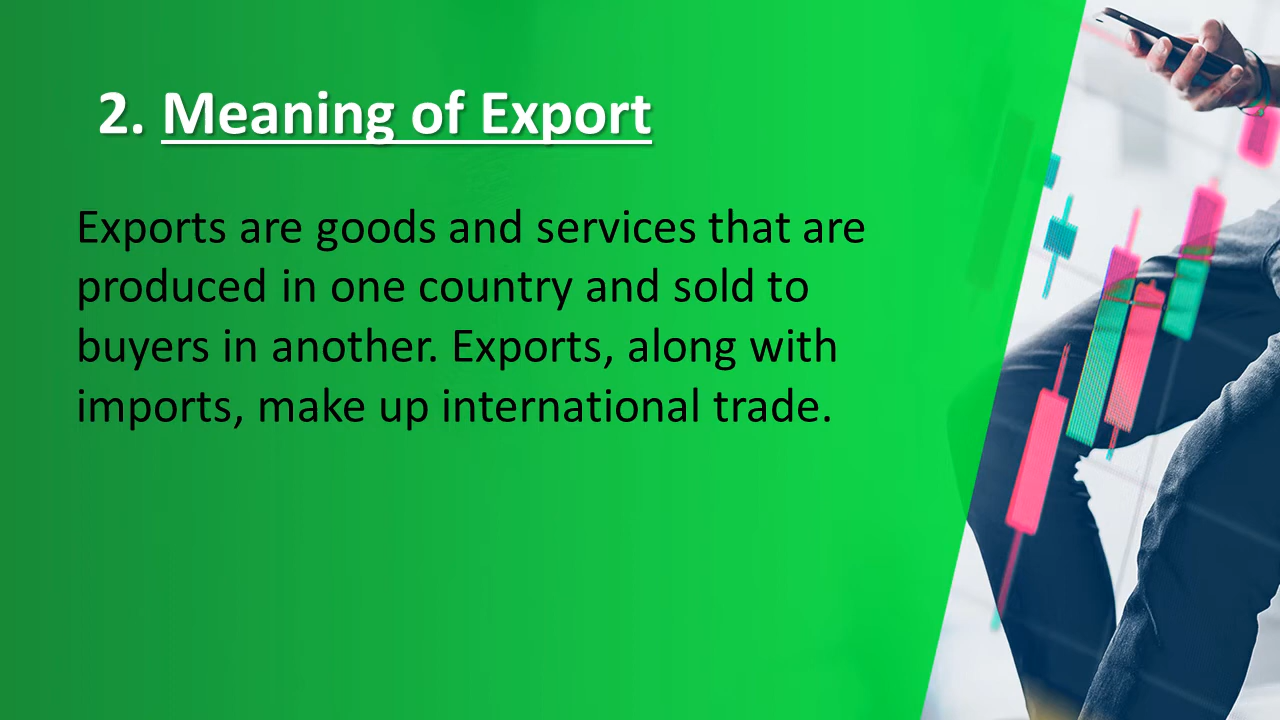 2. Meaning of Export
Exports are goods and services that are
produced in one country and sold to
buyers in another. Exports, along with
imports, make up international trade.